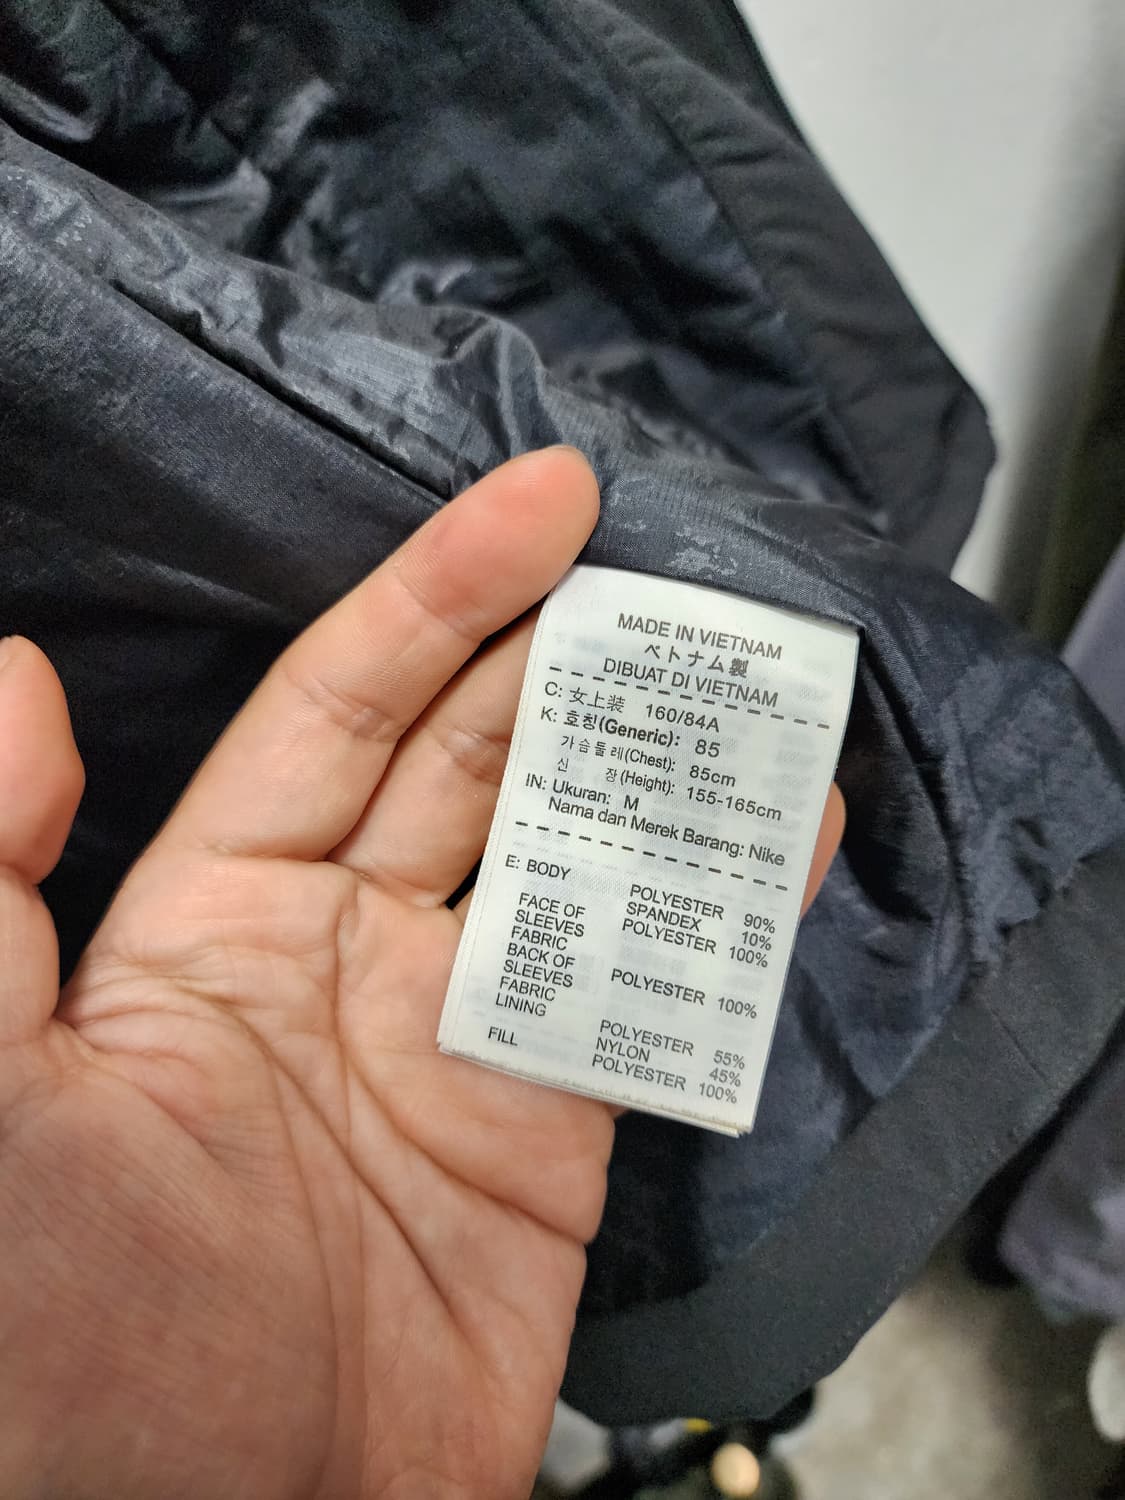 MADE IN VIETNAM
ベトナム製
DIBUAT DI VIETNAM
C: 女上装 160/84A
K: 호칭(Generic): 85
가슴둘레(Chest): 85cm
신 장(Height): 155-165cm
IN: Ukuran: M
Nama dan Merek Barang: Nike
E: BODY POLYESTER 90%
SPANDEX 10%
FACE OF SLEEVES FABRIC POLYESTER 100%
BACK OF SLEEVES FABRIC POLYESTER 100%
LINING POLYESTER 55%
NYLON 45%
FILL POLYESTER 100%